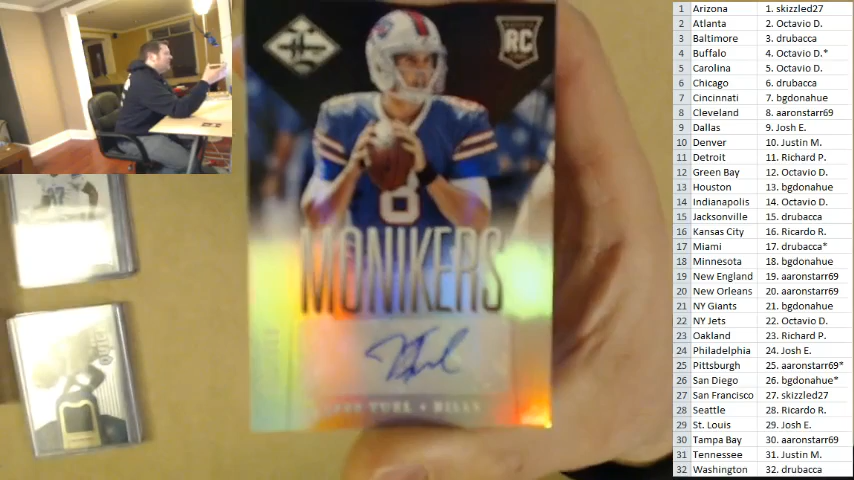 ROOKIE
RC
8
MONIKERS
TUEL • BILLS
1 Arizona 1. skizzled27
2 Atlanta 2. Octavio D.
3 Baltimore 3. drubacca
4 Buffalo 4. Octavio D.*
5 Carolina 5. Octavio D.
6 Chicago 6. drubacca
7 Cincinnati 7. bgdonahue
8 Cleveland 8. aaronstarr69
9 Dallas 9. Josh E.
10 Denver 10. Justin M.
11 Detroit 11. Richard P.
12 Green Bay 12. Octavio D.
13 Houston 13. bgdonahue
14 Indianapolis 14. Octavio D.
15 Jacksonville 15. drubacca
16 Kansas City 16. Ricardo R.
17 Miami 17. drubacca*
18 Minnesota 18. bgdonahue
19 New England 19. aaronstarr69
20 New Orleans 20. aaronstarr69
21 NY Giants 21. bgdonahue
22 NY Jets 22. Octavio D.
23 Oakland 23. Richard P.
24 Philadelphia 24. Josh E.
25 Pittsburgh 25. aaronstarr69*
26 San Diego 26. bgdonahue*
27 San Francisco 27. skizzled27
28 Seattle 28. Ricardo R.
29 St. Louis 29. Josh E.
30 Tampa Bay 30. aaronstarr69
31 Tennessee 31. Justin M.
32 Washington 32. drubacca